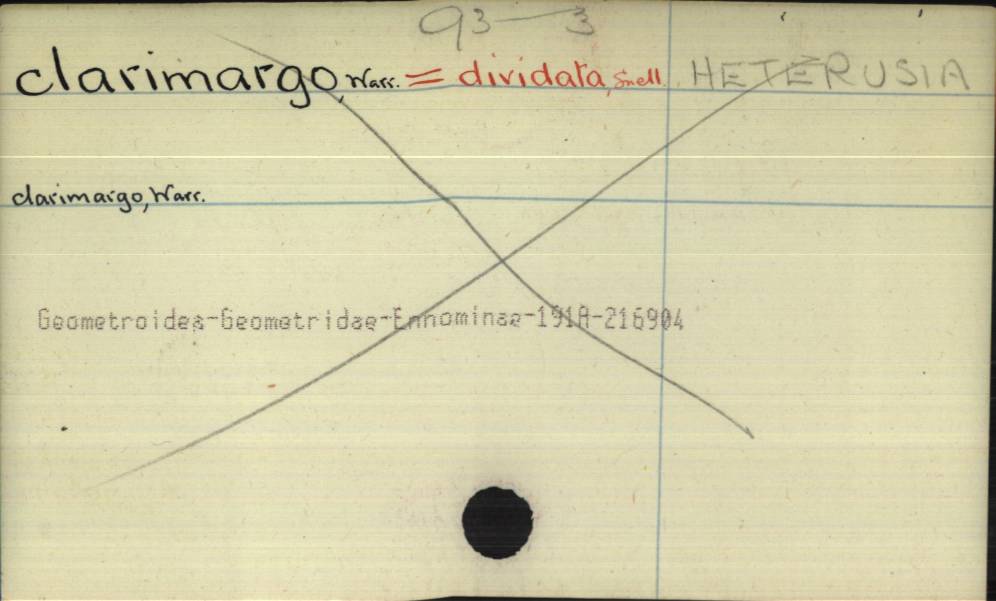 93-3
clarimargo, Warr. = dividata, Snell. HETERUSIA
clarimargo, Warr.
Geometroidea-Geometridae-Ennominae-191A-216904